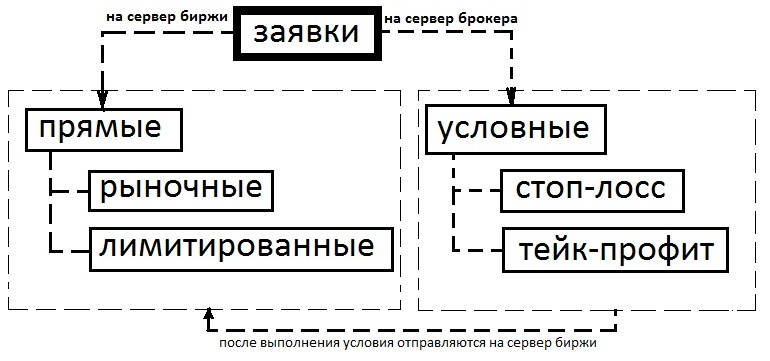 на сервер биржи
заявки
на сервер брокера
прямые
рыночные
лимитированные
условные
стоп-лосс
тейк-профит
после выполнения условия отправляются на сервер биржи